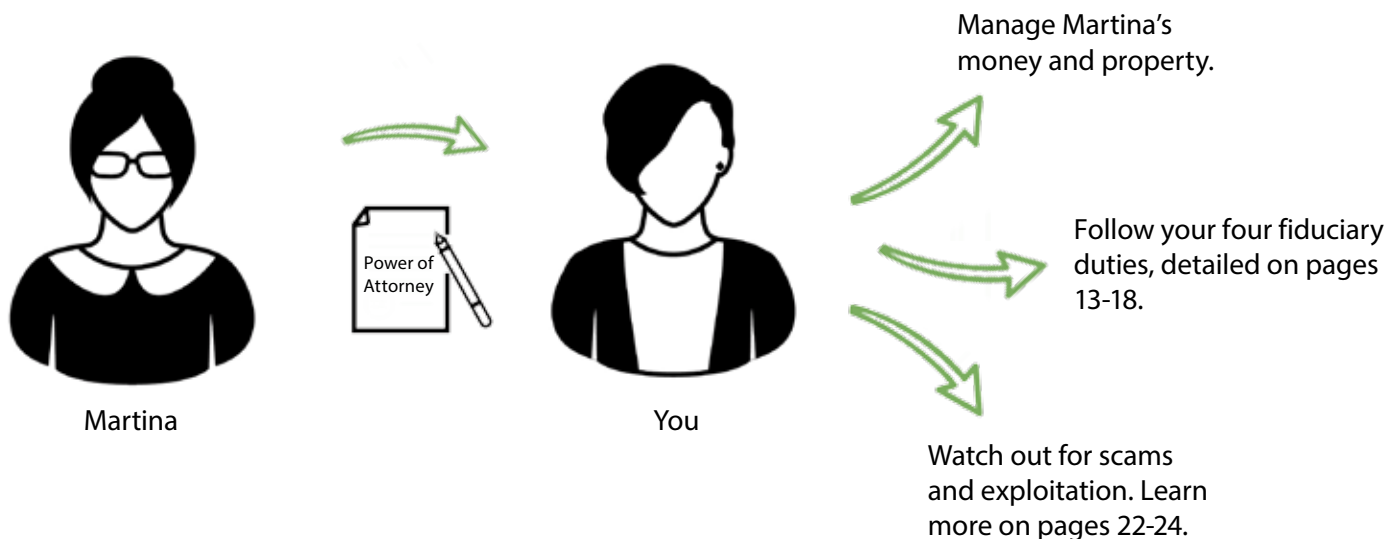 Manage Martina’s
money and property.
Power of
Attorney
Follow your four fiduciary
duties, detailed on pages
13-18.
Martina
You
Watch out for scams
and exploitation. Learn
more on pages 22-24.